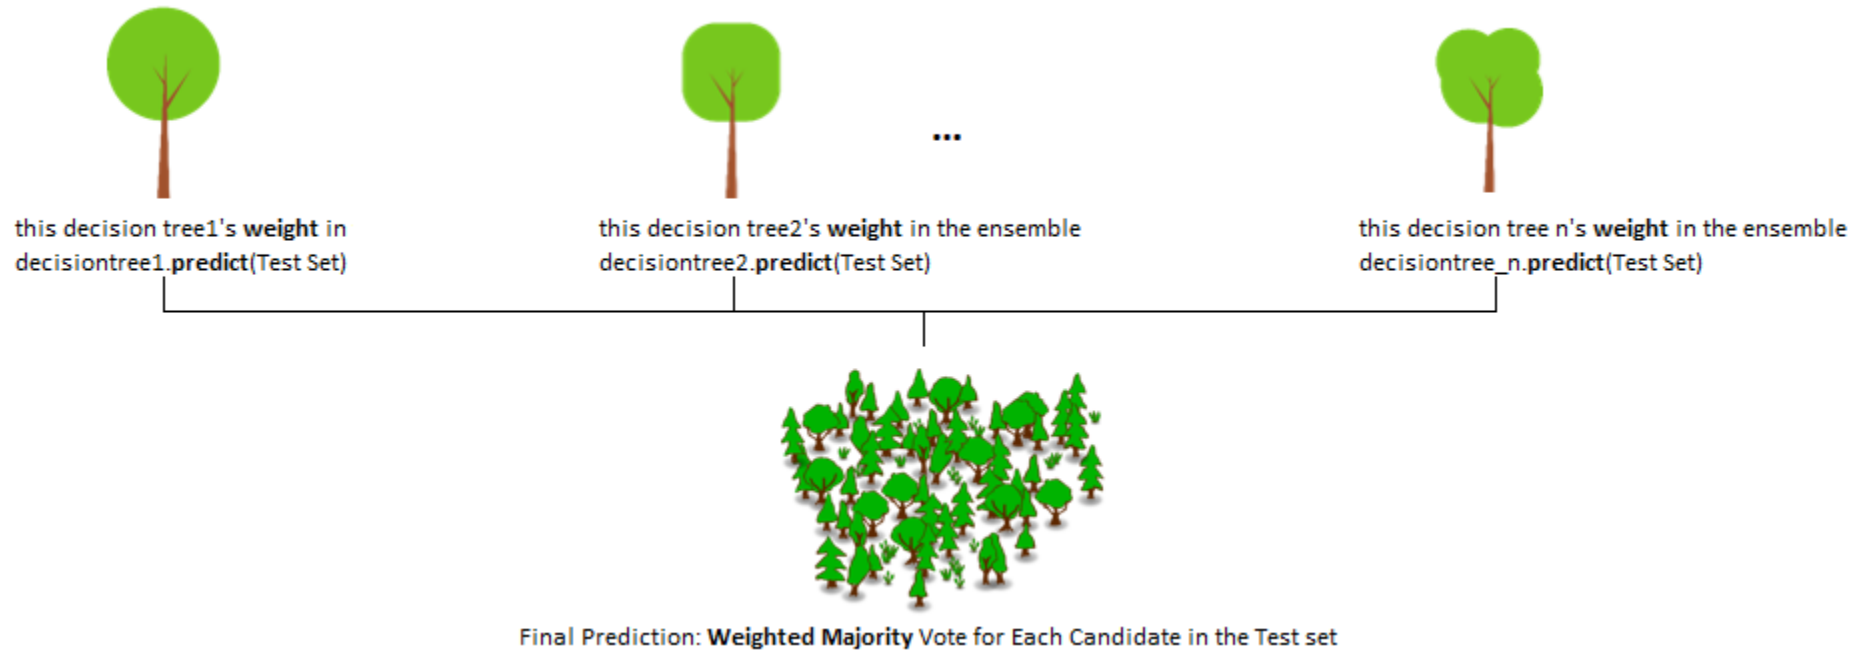 ...
this decision tree1's weight in
decisiontree1.predict(Test Set)
this decision tree2's weight in the ensemble
decisiontree2.predict(Test Set)
this decision tree n's weight in the ensemble
decisiontree_n.predict(Test Set)
Final Prediction: Weighted Majority Vote for Each Candidate in the Test set